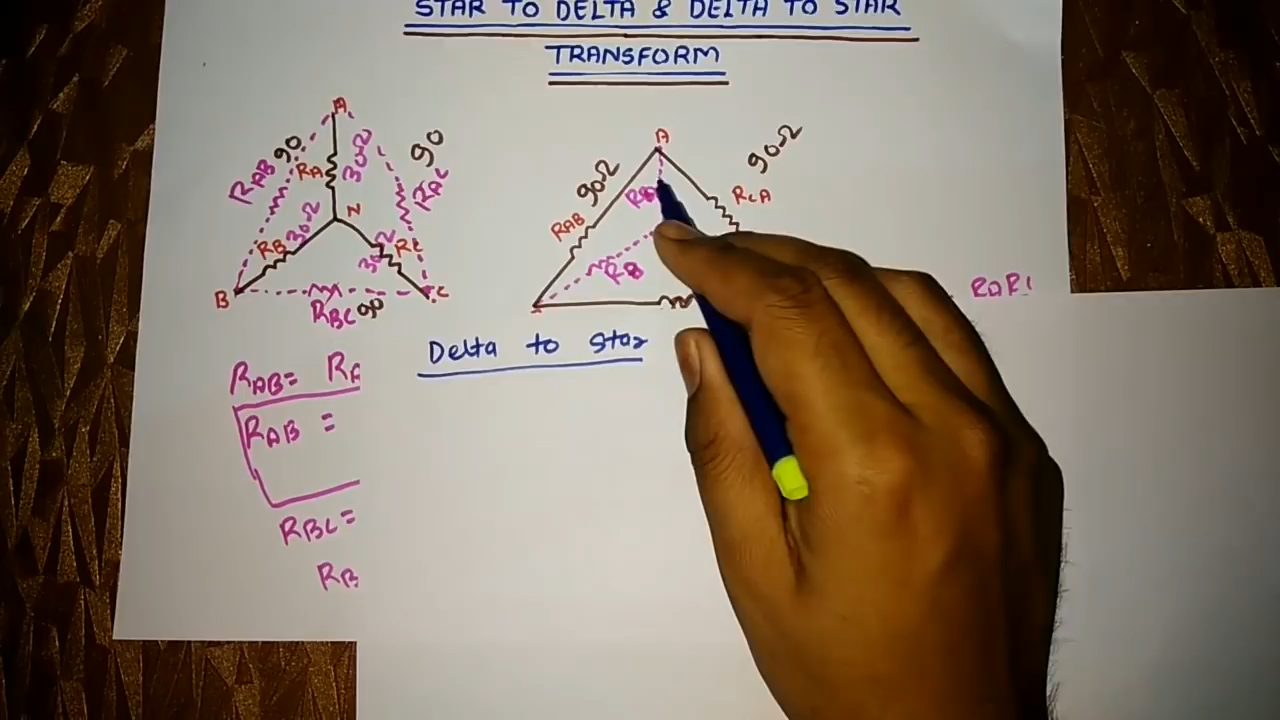 STAR TO DELTA & DELTA TO STAR
TRANSFORM
A
RAB
90
RA
30Ω
90
RAC
N
RB
30Ω
RC
B
C
RBC
90
A
90Ω
90Ω
RAB
RCA
RB
Delta to Star
RAB = RA
RAB =
RBC =
RB